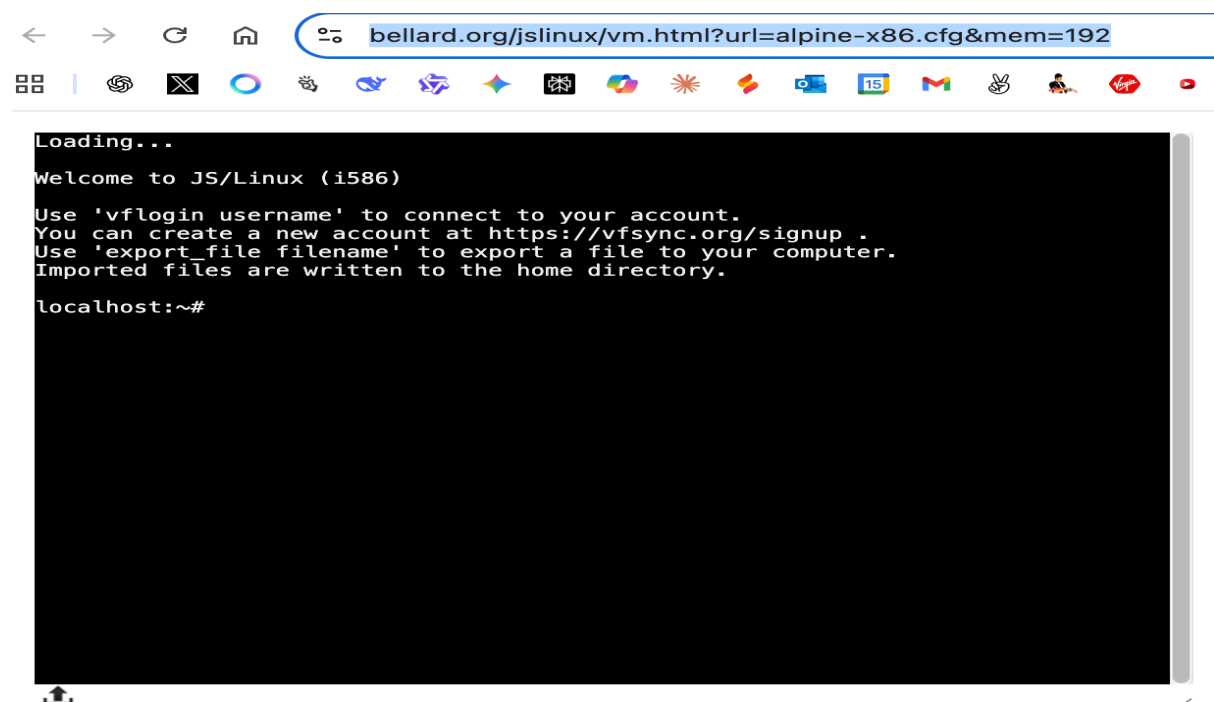 bellard.org/jslinux/vm.html?url=alpine-x86.cfg&mem=192
15
Virgin
Loading...
Welcome to JS/Linux (i586)
Use 'vflogin username' to connect to your account.
You can create a new account at https://vfsync.org/signup .
Use 'export_file filename' to export a file to your computer.
Imported files are written to the home directory.
localhost:~#